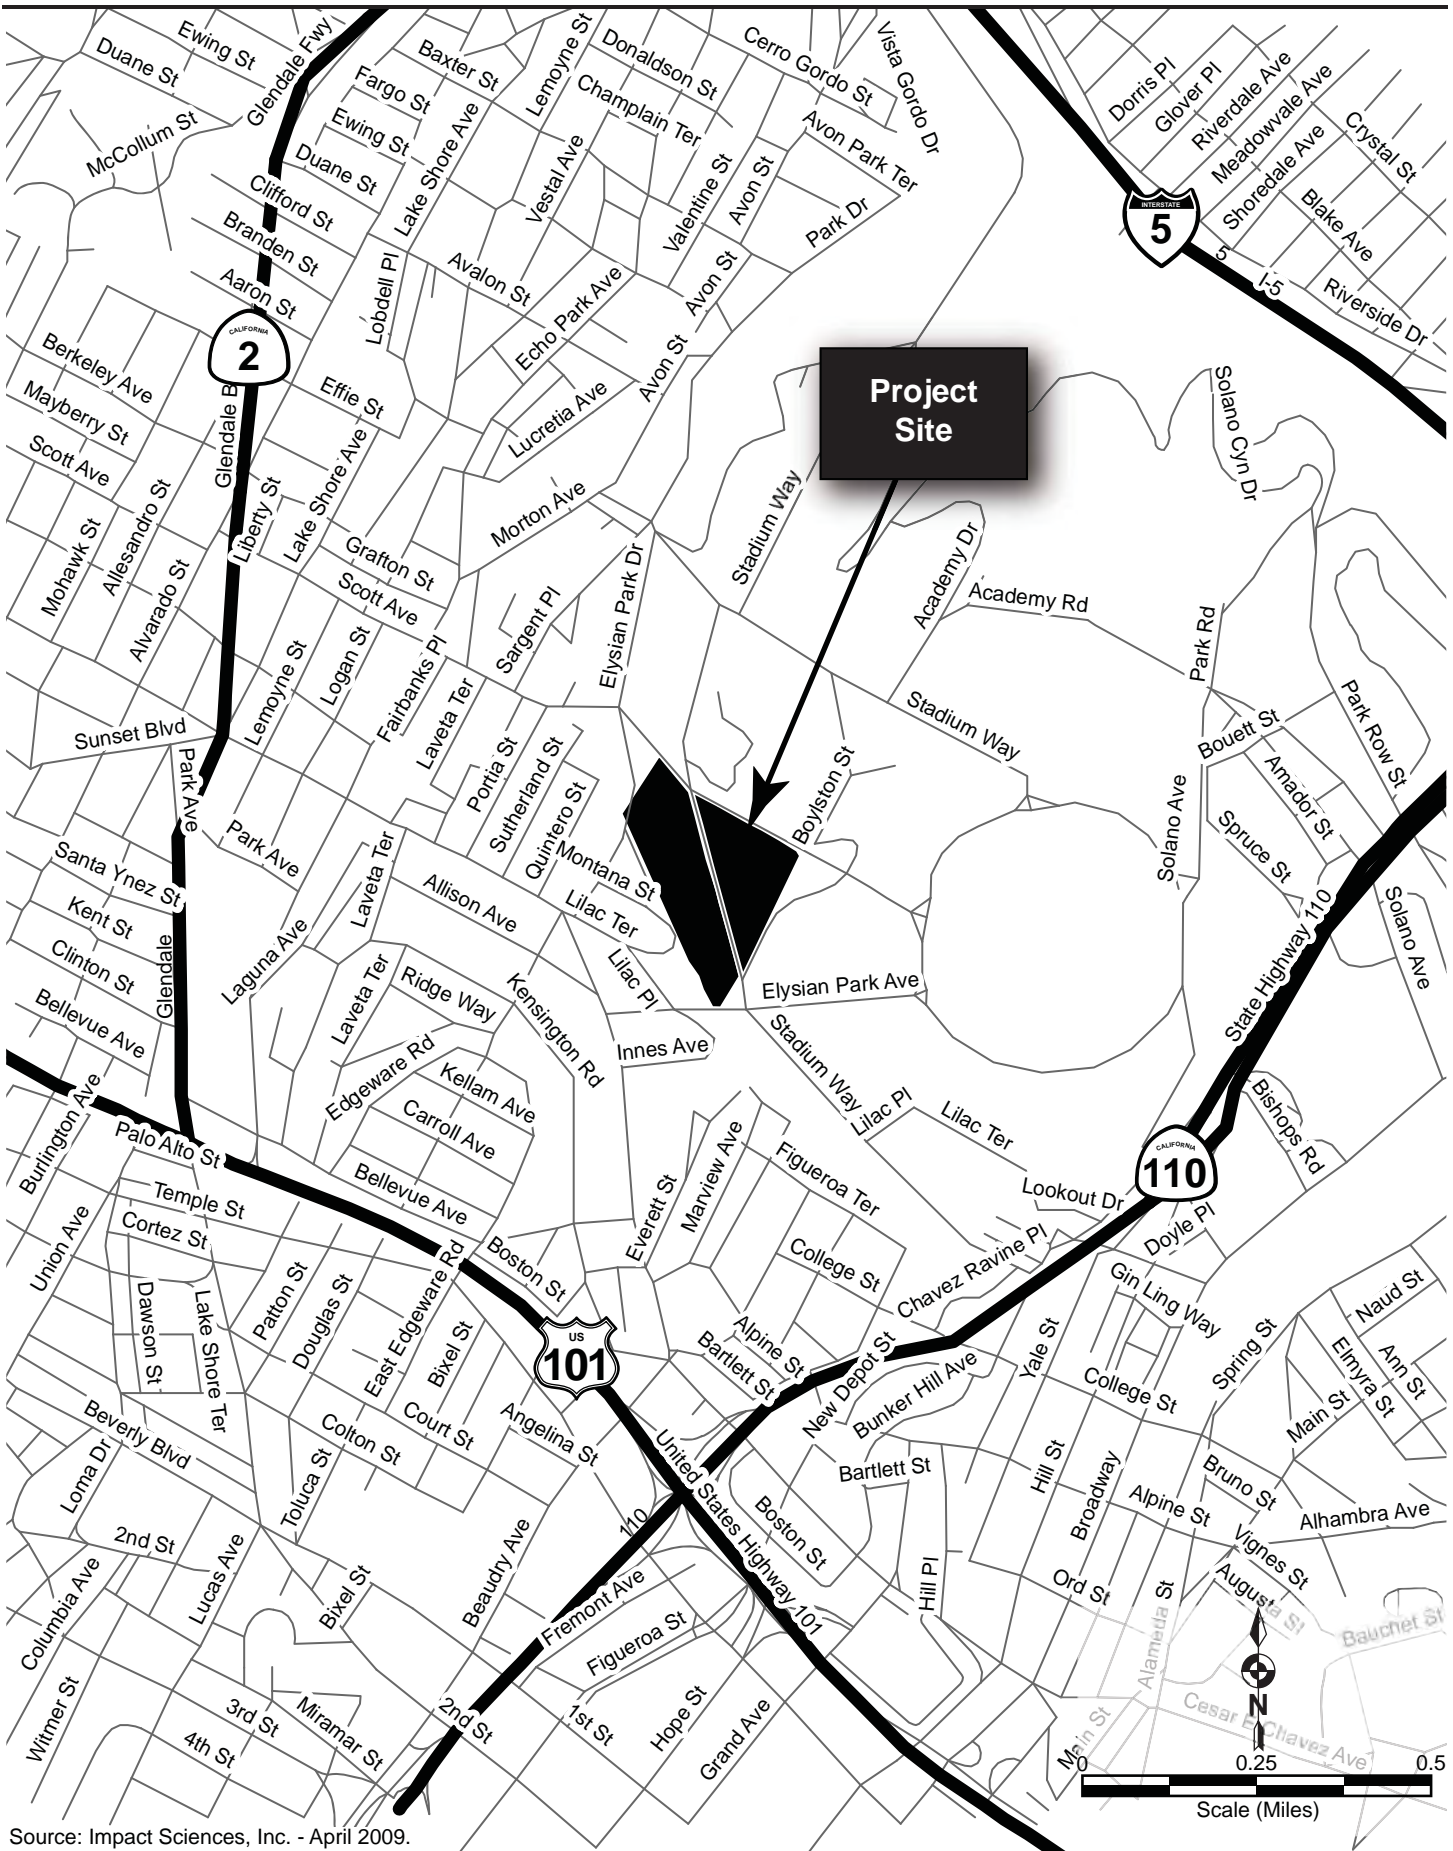 Ewing St
Duane St
Glendale Fwy
McCollum St
Baxter St
Fargo St
Ewing St
Duane St
Clifford St
Branden St
Aaron St
Lake Shore Ave
Lemoyne St
Donaldson St
Champlain Ter
Vestal Ave
Cerro Gordo St
Vista Gordo Dr
Avon Park Ter
Valentine St
Avon St
Park Dr
Dorris Pl
Glover Pl
Riverdale Ave
Meadowvale Ave
Shoredale Ave
Crystal St
Blake Ave
INTERSTATE
5
5
I-5
Riverside Dr
Lobdell Pl
Avalon St
Echo Park Ave
Avon St
Avon St
CALIFORNIA
2
Berkeley Ave
Mayberry St
Scott Ave
Glendale B
Effie St
Lucretia Ave
Project
Site
Solano Cyn Dr
Mohawk St
Allesandro St
Alvarado St
Liberty St
Lake Shore Ave
Morton Ave
Grafton St
Scott Ave
Stadium Way
Academy Dr
Academy Rd
Elysian Park Dr
Sargent Pl
Park Rd
Lemoyne St
Logan St
Fairbanks Pl
Laveta Ter
Sunset Blvd
Park Ave
Stadium Way
Bouett St
Park Row St
Portia St
Sutherland St
Quintero St
Boylston St
Solano Ave
Amador St
Spruce St
Park Ave
Santa Ynez St
Kent St
Clinton St
Bellevue Ave
Glendale
Laveta Ter
Allison Ave
Montana St
Lilac Ter
Solano Ave
State Highway 110
Laguna Ave
Laveta Ter
Ridge Way
Kensington Rd
Lilac Pl
Elysian Park Ave
Innes Ave
Stadium Way
Edgeware Rd
Kellam Ave
Carroll Ave
Burlington Ave
Palo Alto St
Bellevue Ave
Lilac Pl
Lilac Ter
Bishops Rd
Figueroa Ter
Marview Ave
Everett St
CALIFORNIA
110
Lookout Dr
Temple St
Cortez St
Union Ave
Boston St
College St
Chavez Ravine Pl
Doyle Pl
Gin Ling Way
Dawson St
Lake Shore Ter
Patton St
Douglas St
East Edgeware Rd
Bixel St
US
101
Alpine St
Bartlett St
New Depot St
Bunker Hill Ave
Yale St
Spring St
Naud St
Ann St
Elmyra St
Main St
College St
Beverly Blvd
Loma Dr
Colton St
Court St
Angelina St
United States Highway 101
Bartlett St
Hill St
Broadway
Bruno St
Alpine St
Alhambra Ave
Toluca St
2nd St
Columbia Ave
Lucas Ave
Bixel St
Beaudry Ave
110
Boston St
Hill Pl
Ord St
Vignes St
Augusta St
Bauchet St
Alameda St
Fremont Ave
Figueroa St
Witmer St
3rd St
4th St
Miramar St
2nd St
1st St
Hope St
Grand Ave
Main St
Cesar E Chavez Ave
N
0 0.25 0.5
Scale (Miles)
Source: Impact Sciences, Inc. - April 2009.